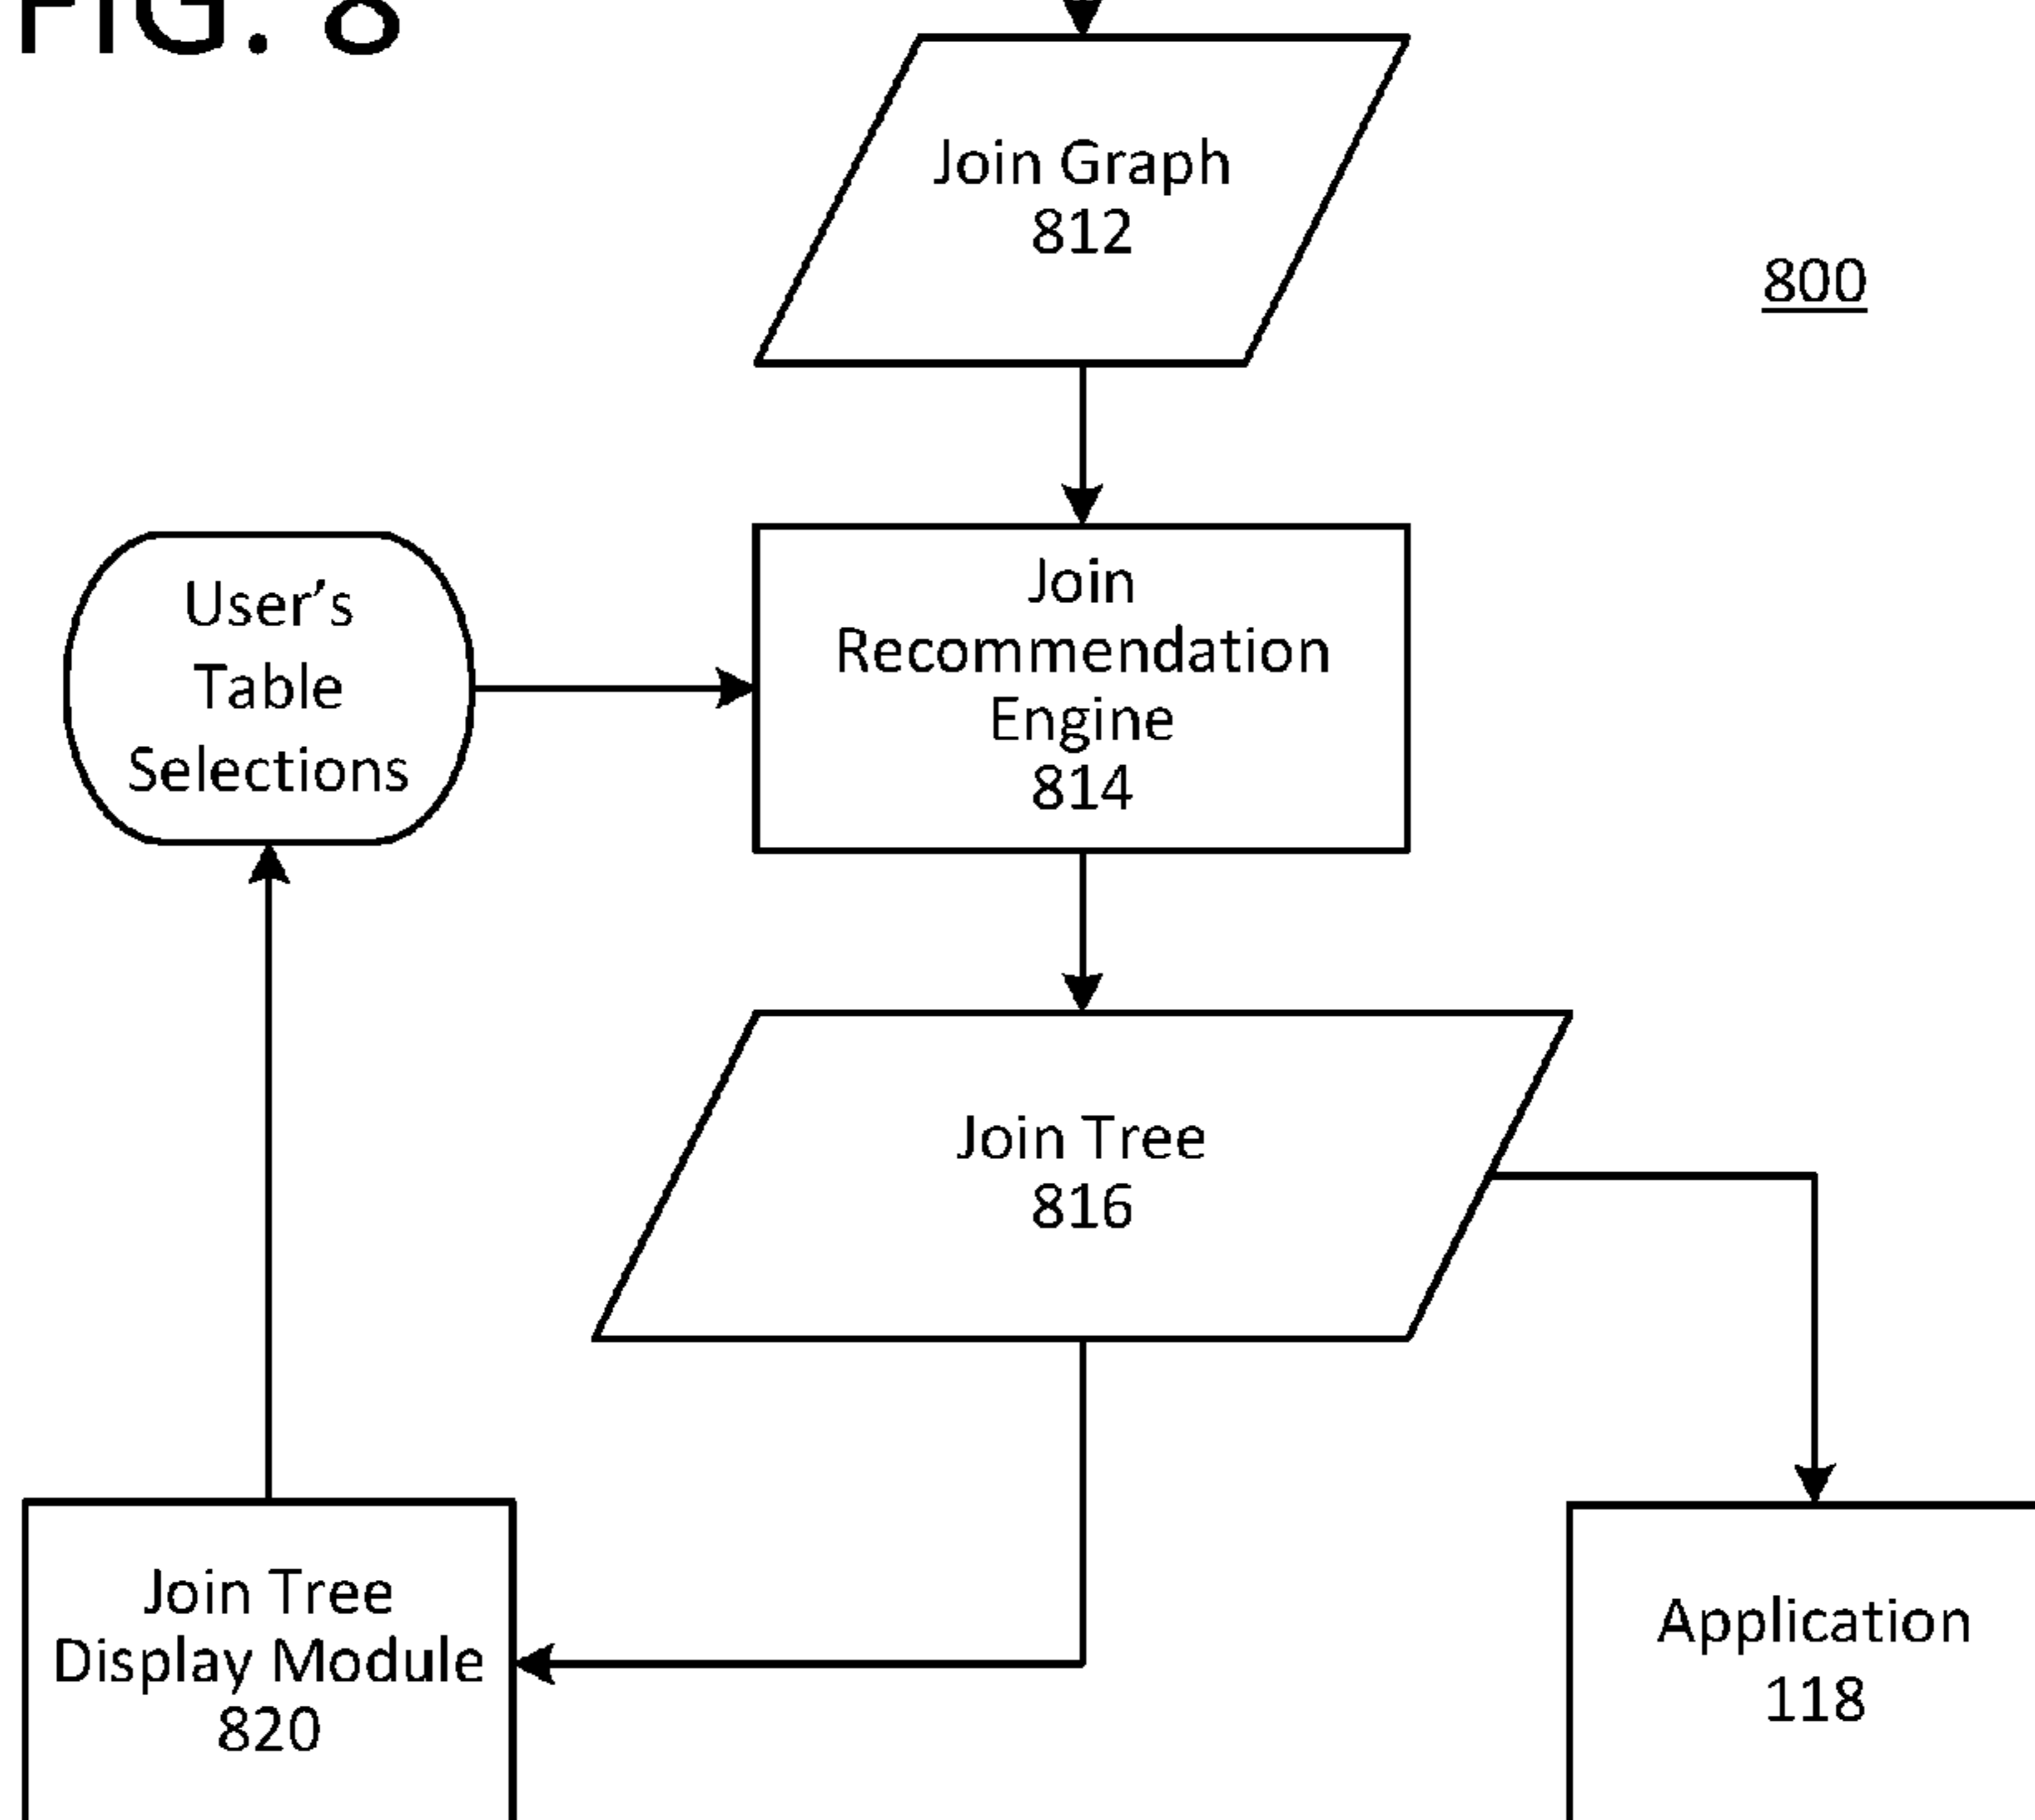 FIG. 8
Join Graph
812
800
User’s
Table
Selections
Join
Recommendation
Engine
814
Join Tree
816
Join Tree
Display Module
820
Application
118